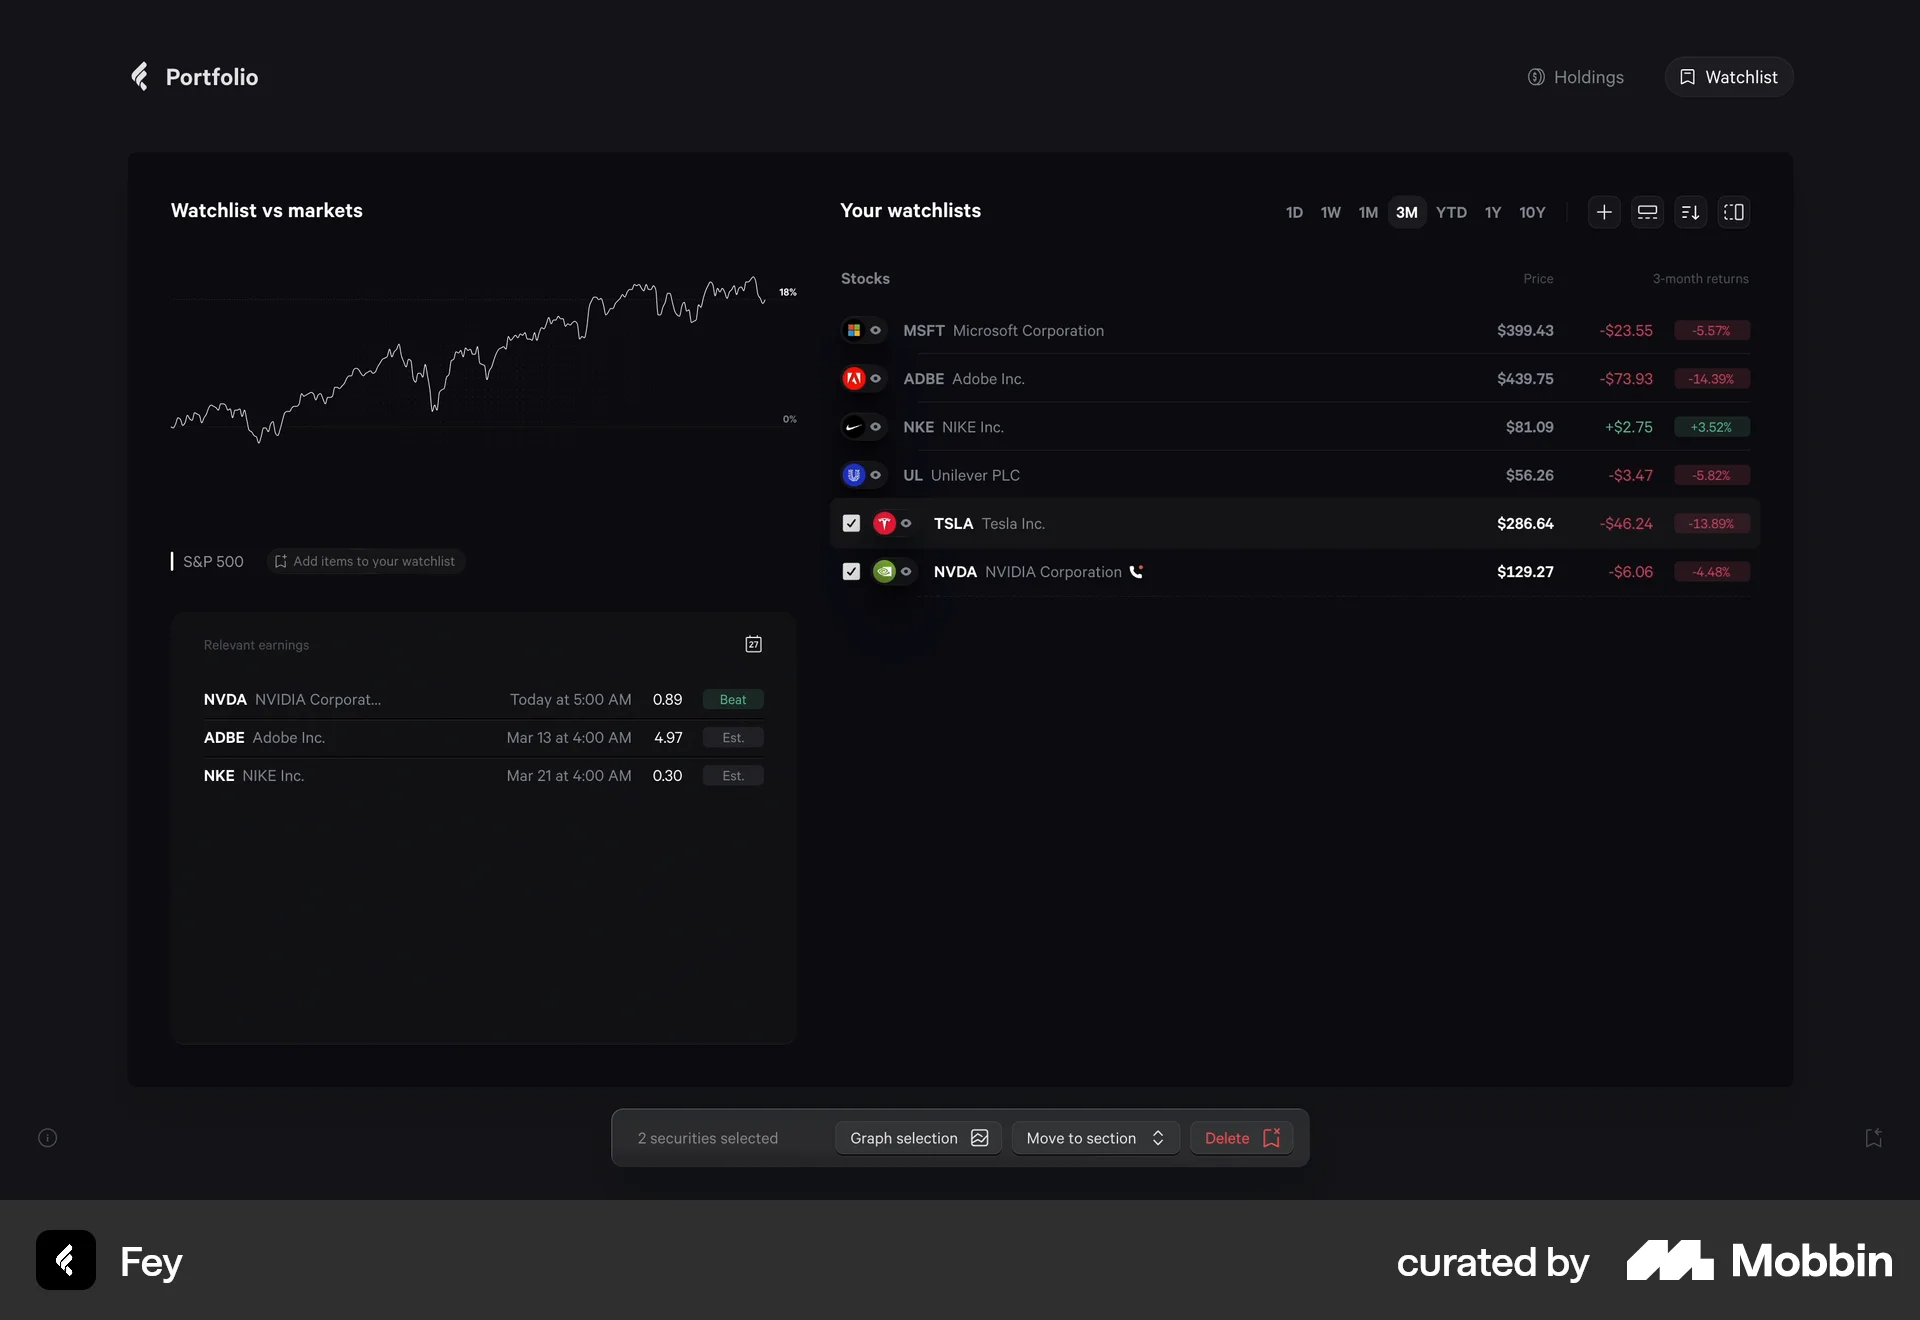 Portfolio
Holdings
Watchlist
Watchlist vs markets
18%
0%
S&P 500
Add items to your watchlist
Relevant earnings
27
NVDA NVIDIA Corporat... Today at 5:00 AM 0.89 Beat
ADBE Adobe Inc. Mar 13 at 4:00 AM 4.97 Est.
NKE NIKE Inc. Mar 21 at 4:00 AM 0.30 Est.
Your watchlists
1D 1W 1M 3M YTD 1Y 10Y
Stocks Price 3-month returns
MSFT Microsoft Corporation $399.43 -$23.55 -5.57%
ADBE Adobe Inc. $439.75 -$73.93 -14.39%
NKE NIKE Inc. $81.09 +$2.75 +3.52%
UL Unilever PLC $56.26 -$3.47 -5.82%
TSLA Tesla Inc. $286.64 -$46.24 -13.89%
NVDA NVIDIA Corporation $129.27 -$6.06 -4.48%
2 securities selected
Graph selection
Move to section
Delete
Fey
curated by Mobbin